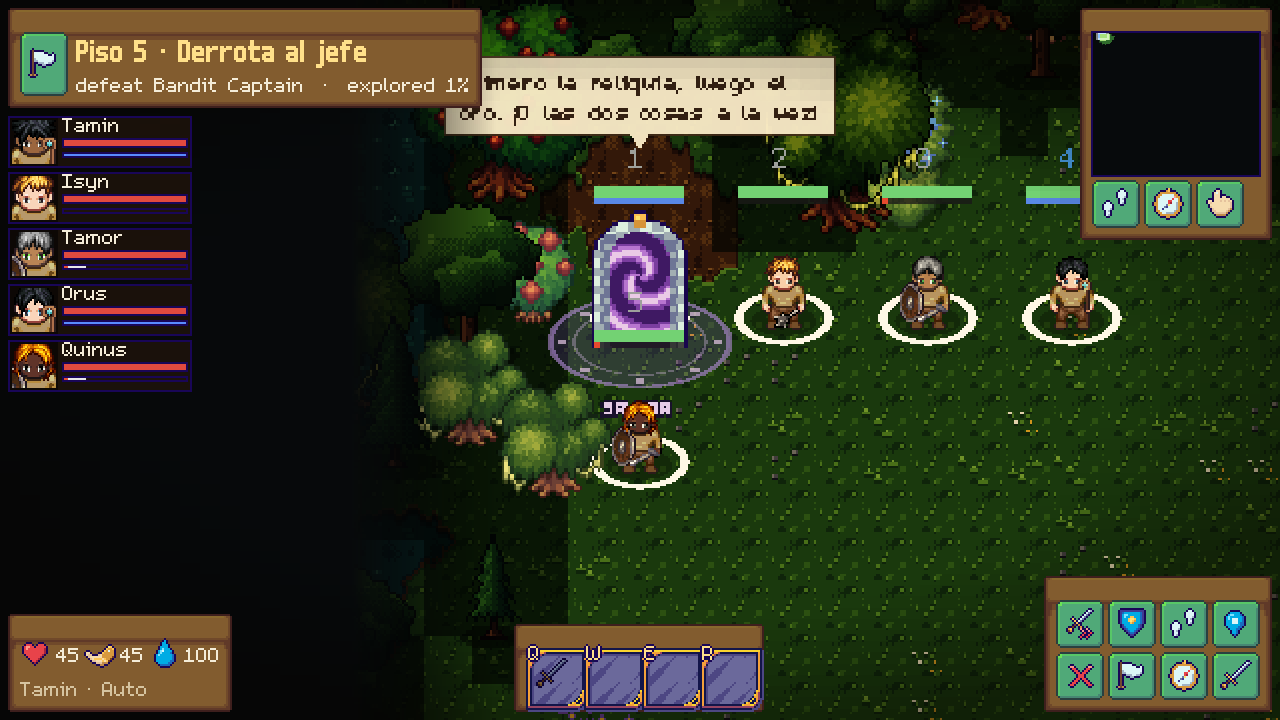 Piso 5 · Derrota al jefe
defeat Bandit Captain · explored 1%
la reliquia, luego el
oro. ¡O las dos cosas a la vez!
Tamin
Isyn
Tamor
Orus
Quinus
1
2
3
4
Q
W
E
R
45
45
100
Tamin · Auto